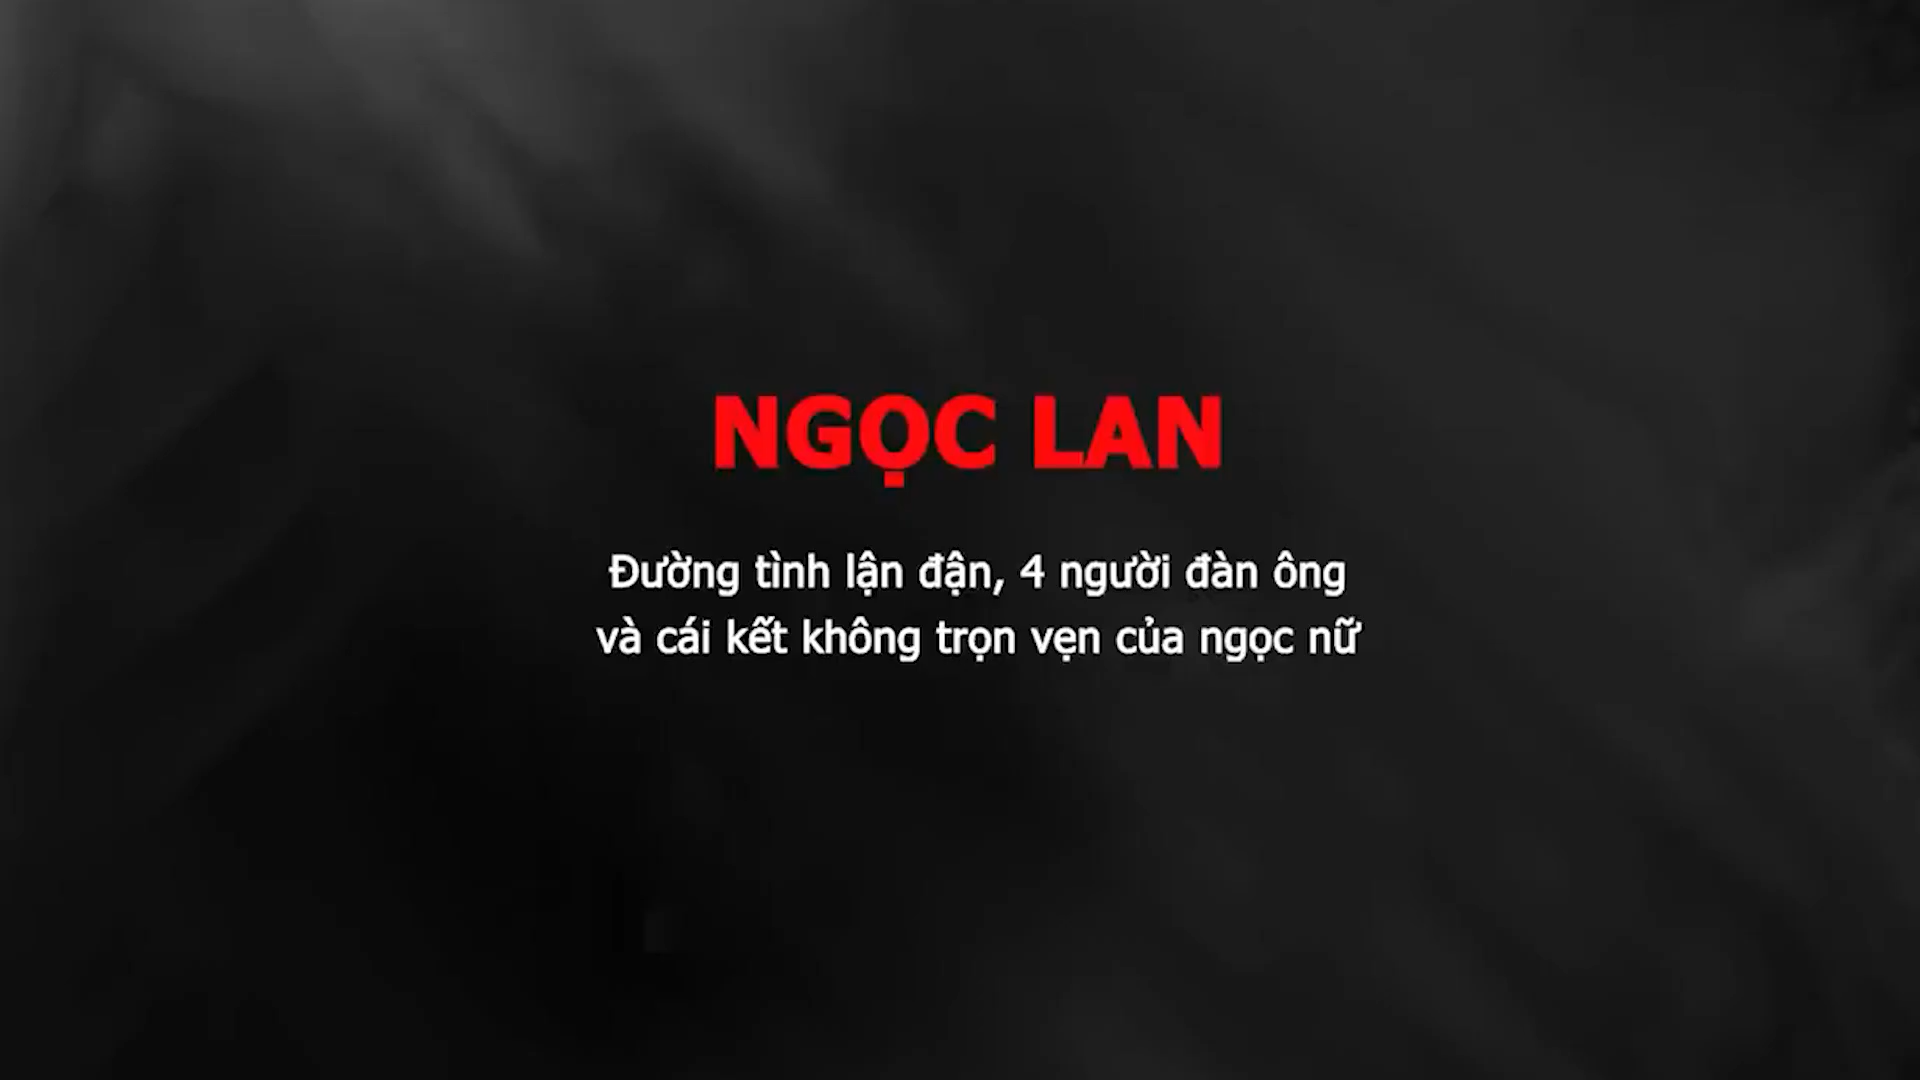 NGỌC LAN
Đường tình lận đận, 4 người đàn ông
và cái kết không trọn vẹn của ngọc nữ